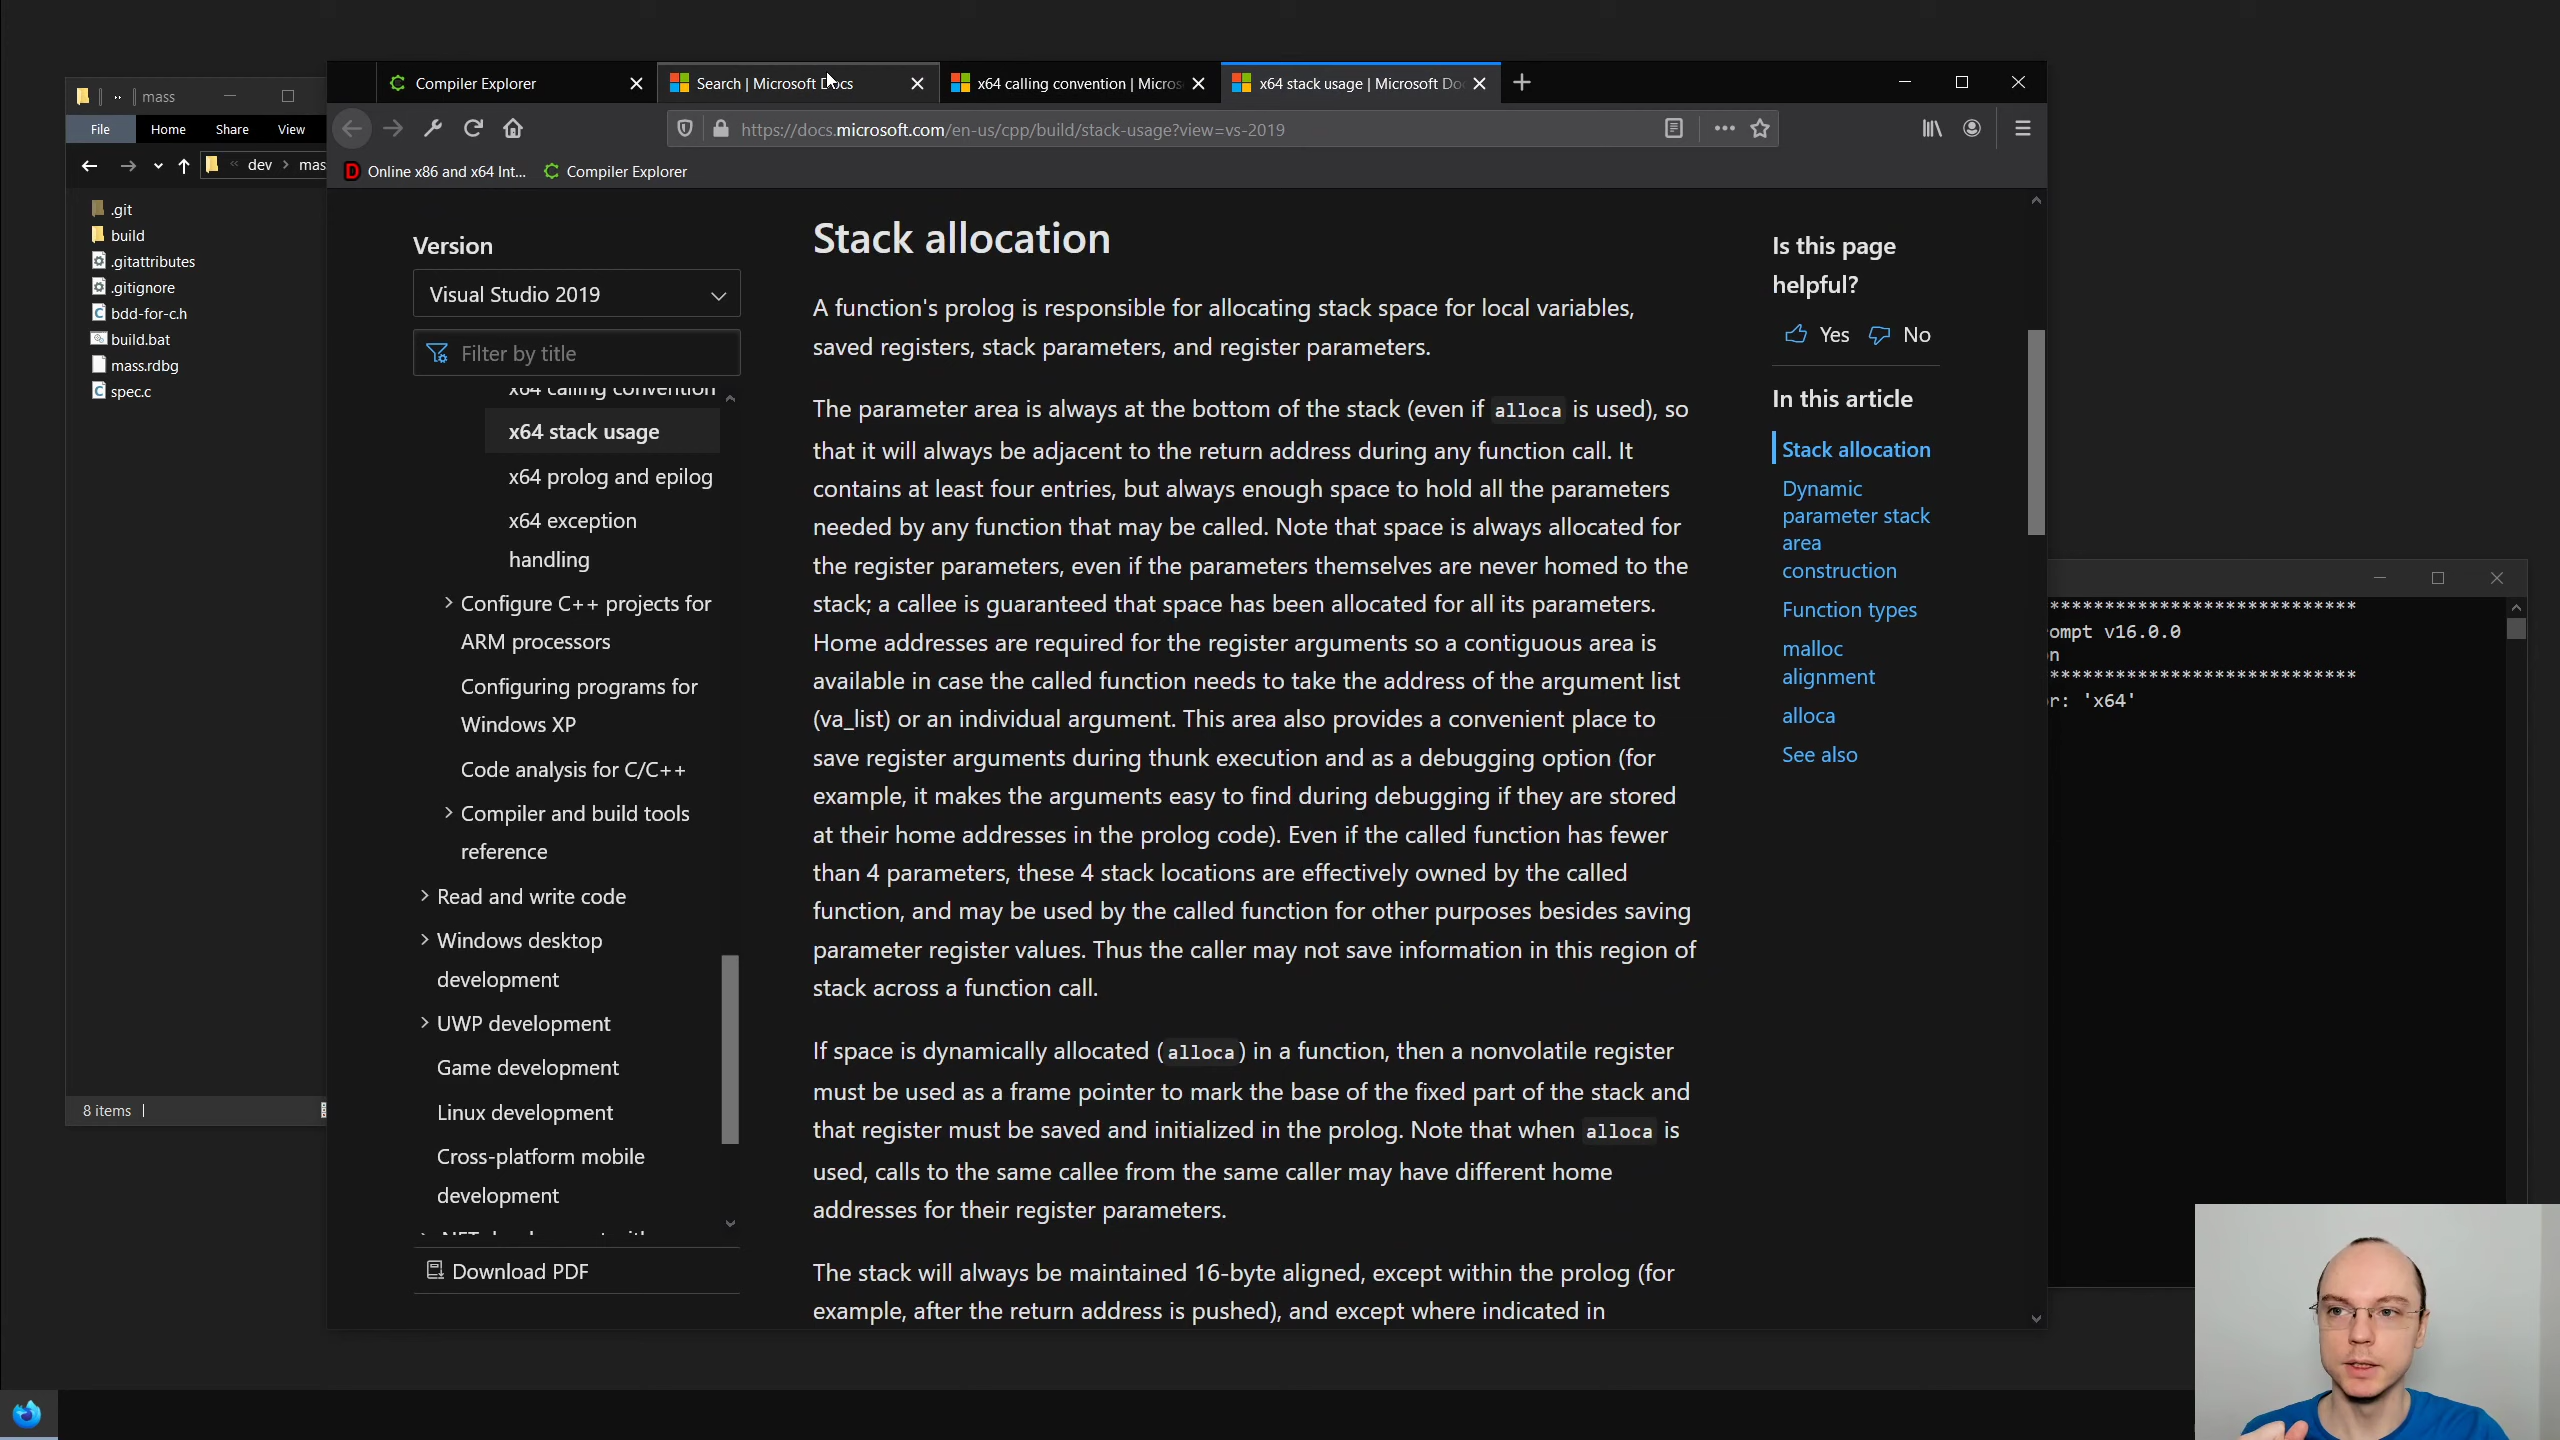 mass
File
Home
Share
View
dev
mas
.git
build
.gitattributes
.gitignore
bdd-for-c.h
build.bat
mass.rdbg
spec.c
8 items
Compiler Explorer
Search | Microsoft Docs
x64 calling convention | Micros
x64 stack usage | Microsoft Do
https://docs.microsoft.com/en-us/cpp/build/stack-usage?view=vs-2019
Online x86 and x64 Int...
Compiler Explorer
Version
Visual Studio 2019
Filter by title
x64 calling convention
x64 stack usage
x64 prolog and epilog
x64 exception
handling
Configure C++ projects for
ARM processors
Configuring programs for
Windows XP
Code analysis for C/C++
Compiler and build tools
reference
Read and write code
Windows desktop
development
UWP development
Game development
Linux development
Cross-platform mobile
development
Download PDF
Stack allocation
A function's prolog is responsible for allocating stack space for local variables,
saved registers, stack parameters, and register parameters.
The parameter area is always at the bottom of the stack (even if alloca is used), so
that it will always be adjacent to the return address during any function call. It
contains at least four entries, but always enough space to hold all the parameters
needed by any function that may be called. Note that space is always allocated for
the register parameters, even if the parameters themselves are never homed to the
stack; a callee is guaranteed that space has been allocated for all its parameters.
Home addresses are required for the register arguments so a contiguous area is
available in case the called function needs to take the address of the argument list
(va_list) or an individual argument. This area also provides a convenient place to
save register arguments during thunk execution and as a debugging option (for
example, it makes the arguments easy to find during debugging if they are stored
at their home addresses in the prolog code). Even if the called function has fewer
than 4 parameters, these 4 stack locations are effectively owned by the called
function, and may be used by the called function for other purposes besides saving
parameter register values. Thus the caller may not save information in this region of
stack across a function call.
If space is dynamically allocated (alloca) in a function, then a nonvolatile register
must be used as a frame pointer to mark the base of the fixed part of the stack and
that register must be saved and initialized in the prolog. Note that when alloca is
used, calls to the same callee from the same caller may have different home
addresses for their register parameters.
The stack will always be maintained 16-byte aligned, except within the prolog (for
example, after the return address is pushed), and except where indicated in
Is this page
helpful?
Yes
No
In this article
Stack allocation
Dynamic
parameter stack
area
construction
Function types
malloc
alignment
alloca
See also
***************************
ompt v16.0.0
n
***************************
or: 'x64'